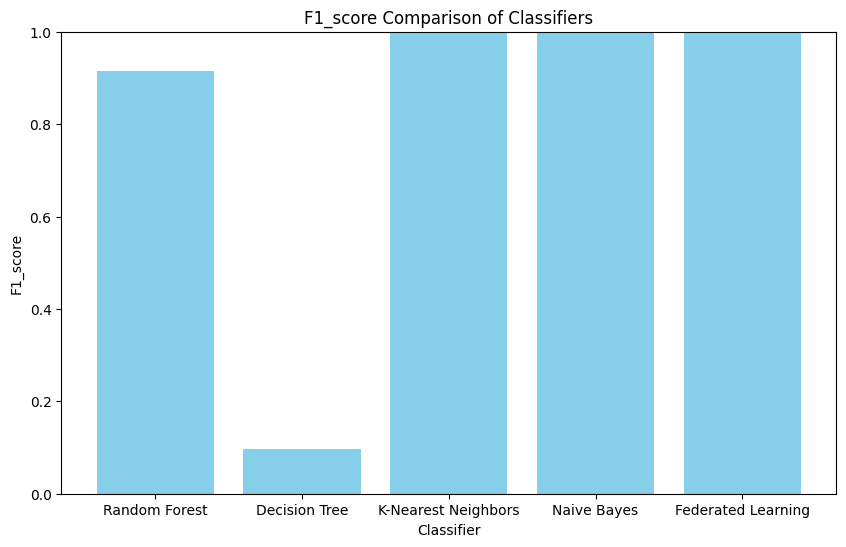 F1_score Comparison of Classifiers
1.0
0.8
0.6
0.4
0.2
0.0
F1_score
Random Forest
Decision Tree
K-Nearest Neighbors
Naive Bayes
Federated Learning
Classifier